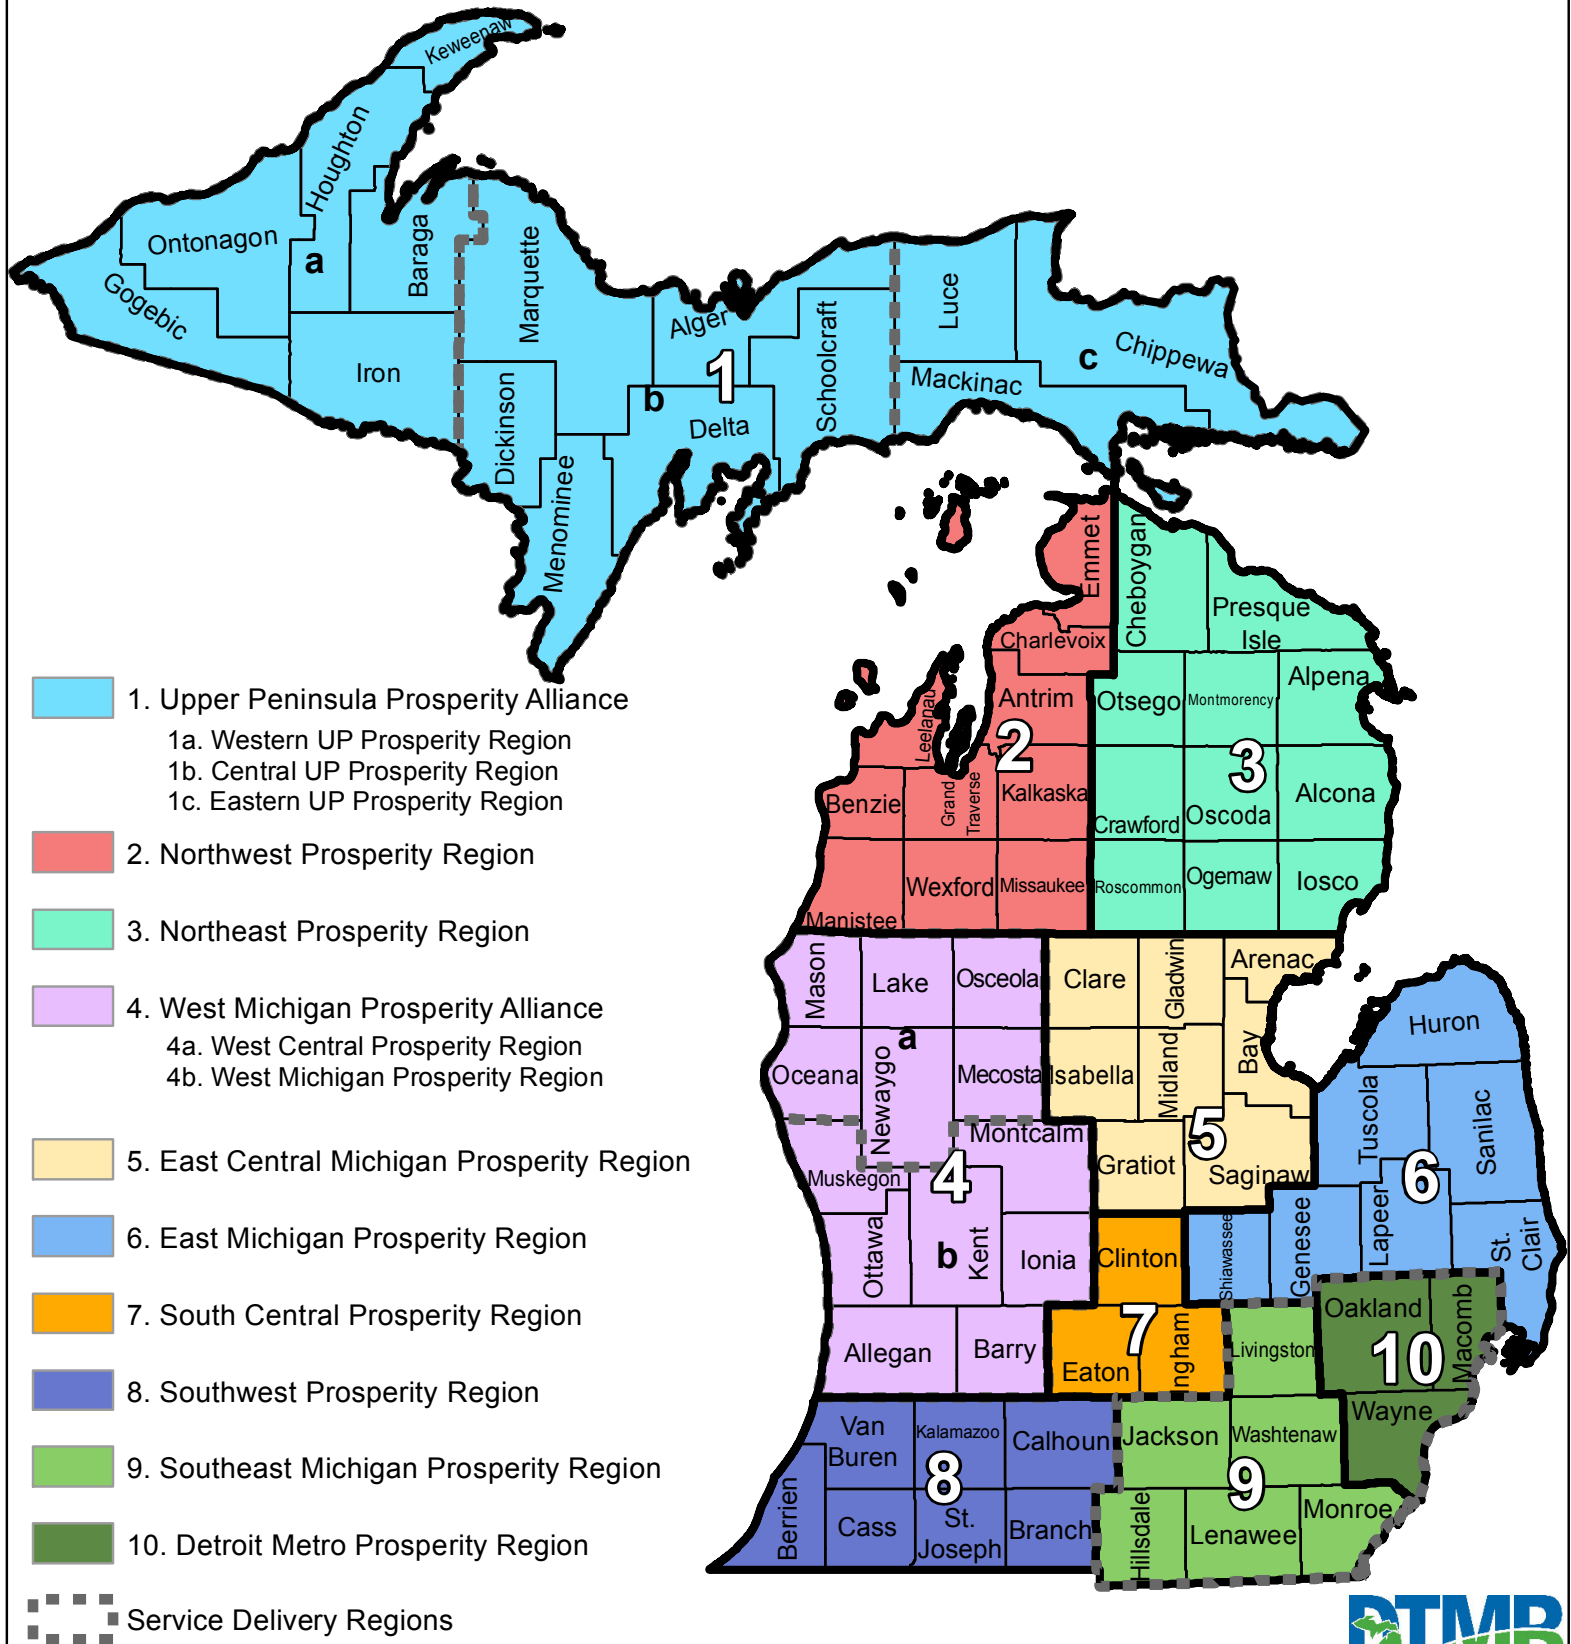 Keweenaw
Houghton
Ontonagon
a
Baraga
Gogebic
Marquette
Iron
Dickinson
Menominee
Alger
1
b
Delta
Schoolcraft
Luce
c
Chippewa
Mackinac
Emmet
Cheboygan
Presque
Isle
Charlevoix
Antrim
Otsego
Montmorency
Alpena
Leelanau
2
3
Benzie
Grand
Traverse
Kalkaska
Crawford
Oscoda
Alcona
Manistee
Wexford
Missaukee
Roscommon
Ogemaw
Iosco
Mason
Lake
Osceola
Clare
Gladwin
Arenac
a
Oceana
Newaygo
Mecosta
Isabella
Midland
Bay
Huron
Tuscola
Sanilac
Montcalm
5
Muskegon
4
Gratiot
Saginaw
6
Ottawa
b
Kent
Ionia
Clinton
Shiawassee
Genesee
Lapeer
St.
Clair
Allegan
Barry
7
Eaton
ngham
Livingston
Oakland
10
Macomb
Wayne
Van
Buren
Kalamazoo
Calhoun
Jackson
Washtenaw
8
9
Berrien
Cass
St.
Joseph
Branch
Hillsdale
Lenawee
Monroe
1. Upper Peninsula Prosperity Alliance
1a. Western UP Prosperity Region
1b. Central UP Prosperity Region
1c. Eastern UP Prosperity Region
2. Northwest Prosperity Region
3. Northeast Prosperity Region
4. West Michigan Prosperity Alliance
4a. West Central Prosperity Region
4b. West Michigan Prosperity Region
5. East Central Michigan Prosperity Region
6. East Michigan Prosperity Region
7. South Central Prosperity Region
8. Southwest Prosperity Region
9. Southeast Michigan Prosperity Region
10. Detroit Metro Prosperity Region
Service Delivery Regions
DTMB